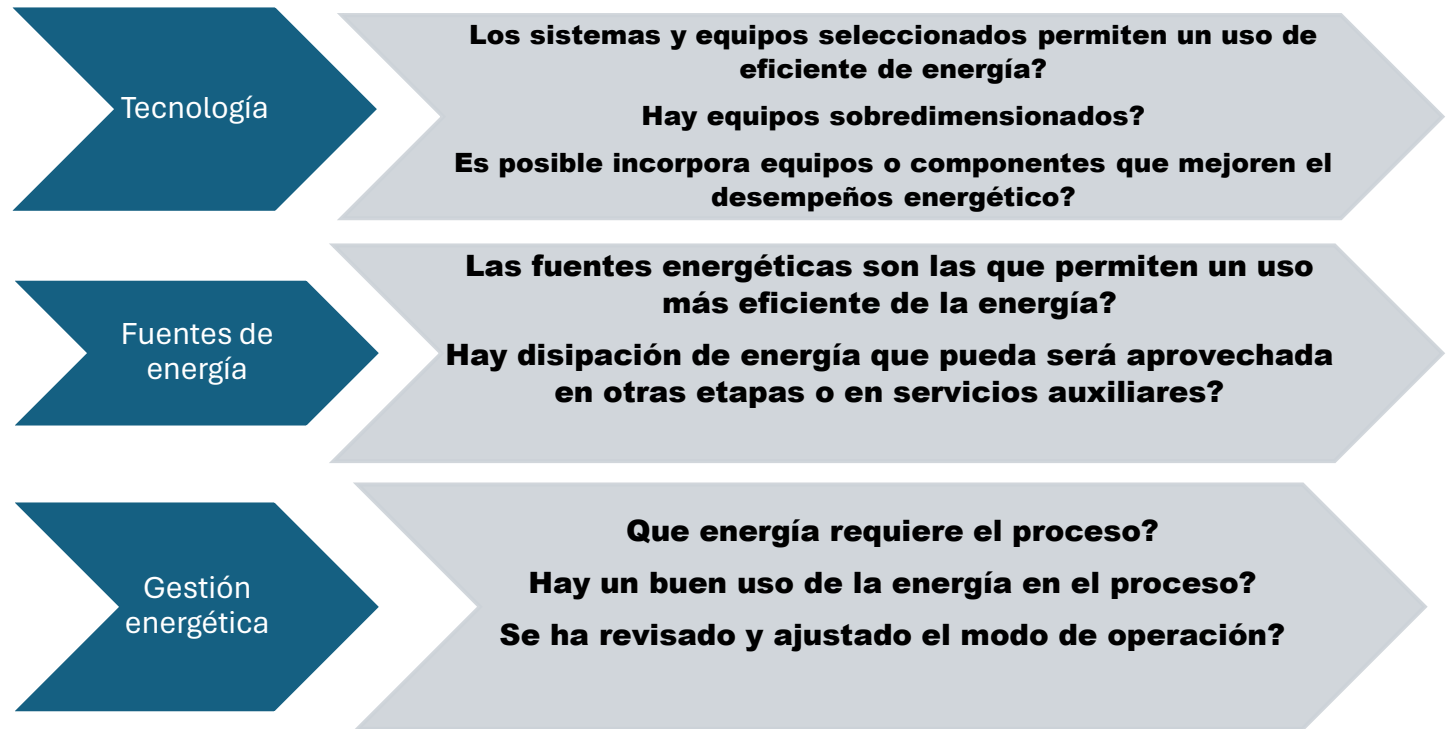 Tecnología
Los sistemas y equipos seleccionados permiten un uso de
eficiente de energía?
Hay equipos sobredimensionados?
Es posible incorpora equipos o componentes que mejoren el
desempeños energético?
Fuentes de
energía
Las fuentes energéticas son las que permiten un uso
más eficiente de la energía?
Hay disipación de energía que pueda será aprovechada
en otras etapas o en servicios auxiliares?
Gestión
energética
Que energía requiere el proceso?
Hay un buen uso de la energía en el proceso?
Se ha revisado y ajustado el modo de operación?